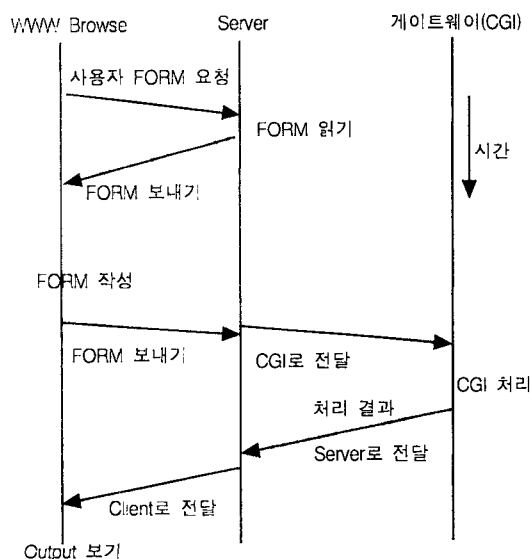 WWW Browse Server 게이트웨이(CGI)
사용자 FORM 요청
FORM 읽기
시간
FORM 보내기
FORM 작성
FORM 보내기
CGI로 전달
CGI 처리
처리 결과
Server로 전달
Client로 전달
Output 보기